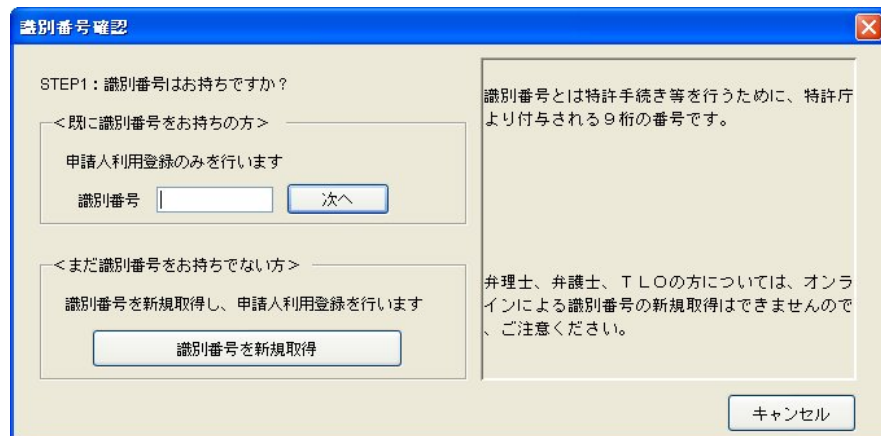 識別番号確認
STEP1：識別番号はお持ちですか？
＜既に識別番号をお持ちの方＞
申請人利用登録のみを行います
識別番号
次へ
＜まだ識別番号をお持ちでない方＞
識別番号を新規取得し、申請人利用登録を行います
識別番号を新規取得
識別番号とは特許手続き等を行うために、特許庁
より付与される９桁の番号です。
弁理士、弁護士、ＴＬＯの方については、オンラ
インによる識別番号の新規取得はできませんので
、ご注意ください。
キャンセル